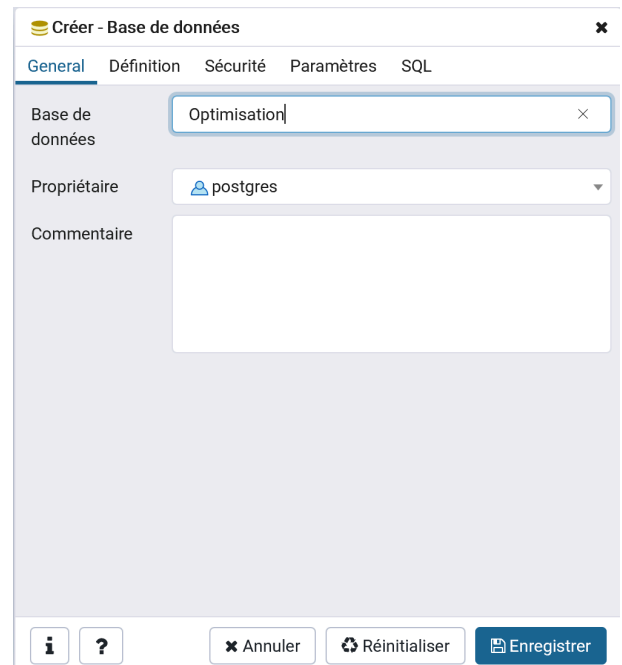 Créer - Base de données
General Définition Sécurité Paramètres SQL
Base de données
Optimisation
Propriétaire
postgres
Commentaire
Annuler Réinitialiser Enregistrer